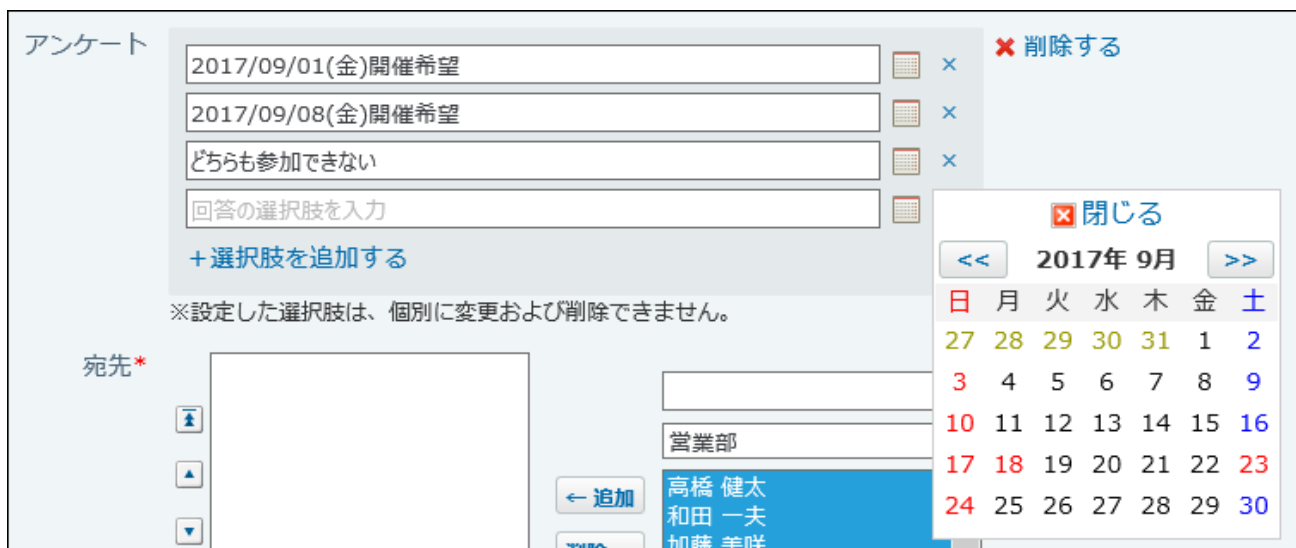 アンケート
2017/09/01(金)開催希望
× 削除する
2017/09/08(金)開催希望
どちらも参加できない
回答の選択肢を入力
+選択肢を追加する
※設定した選択肢は、個別に変更および削除できません。
閉じる
<< 2017年 9月 >>
日 月 火 水 木 金 土
27 28 29 30 31 1 2
3 4 5 6 7 8 9
10 11 12 13 14 15 16
17 18 19 20 21 22 23
24 25 26 27 28 29 30
宛先*
営業部
← 追加
高橋 健太
和田 一夫
加藤 美咲
削除